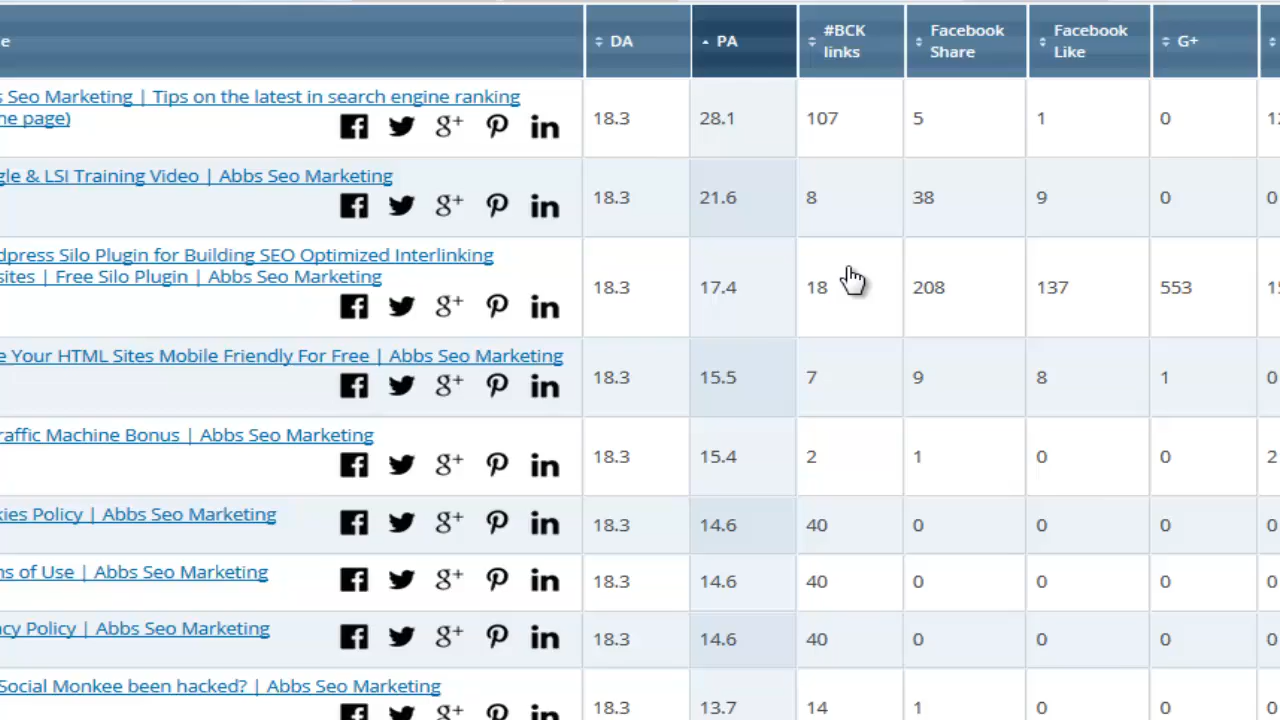 e DA PA #BCK links Facebook Share Facebook Like G+
s Seo Marketing | Tips on the latest in search engine ranking
ne page) 18.3 28.1 107 5 1 0 12
gle & LSI Training Video | Abbs Seo Marketing
18.3 21.6 8 38 9 0 0
dpress Silo Plugin for Building SEO Optimized Interlinking
sites | Free Silo Plugin | Abbs Seo Marketing
18.3 17.4 18 208 137 553 15
e Your HTML Sites Mobile Friendly For Free | Abbs Seo Marketing
18.3 15.5 7 9 8 1 0
raffic Machine Bonus | Abbs Seo Marketing
18.3 15.4 2 1 0 0 2
kies Policy | Abbs Seo Marketing 18.3 14.6 40 0 0 0 0
ns of Use | Abbs Seo Marketing 18.3 14.6 40 0 0 0 0
acy Policy | Abbs Seo Marketing 18.3 14.6 40 0 0 0 0
Social Monkee been hacked? | Abbs Seo Marketing
18.3 13.7 14 1 0 0 0